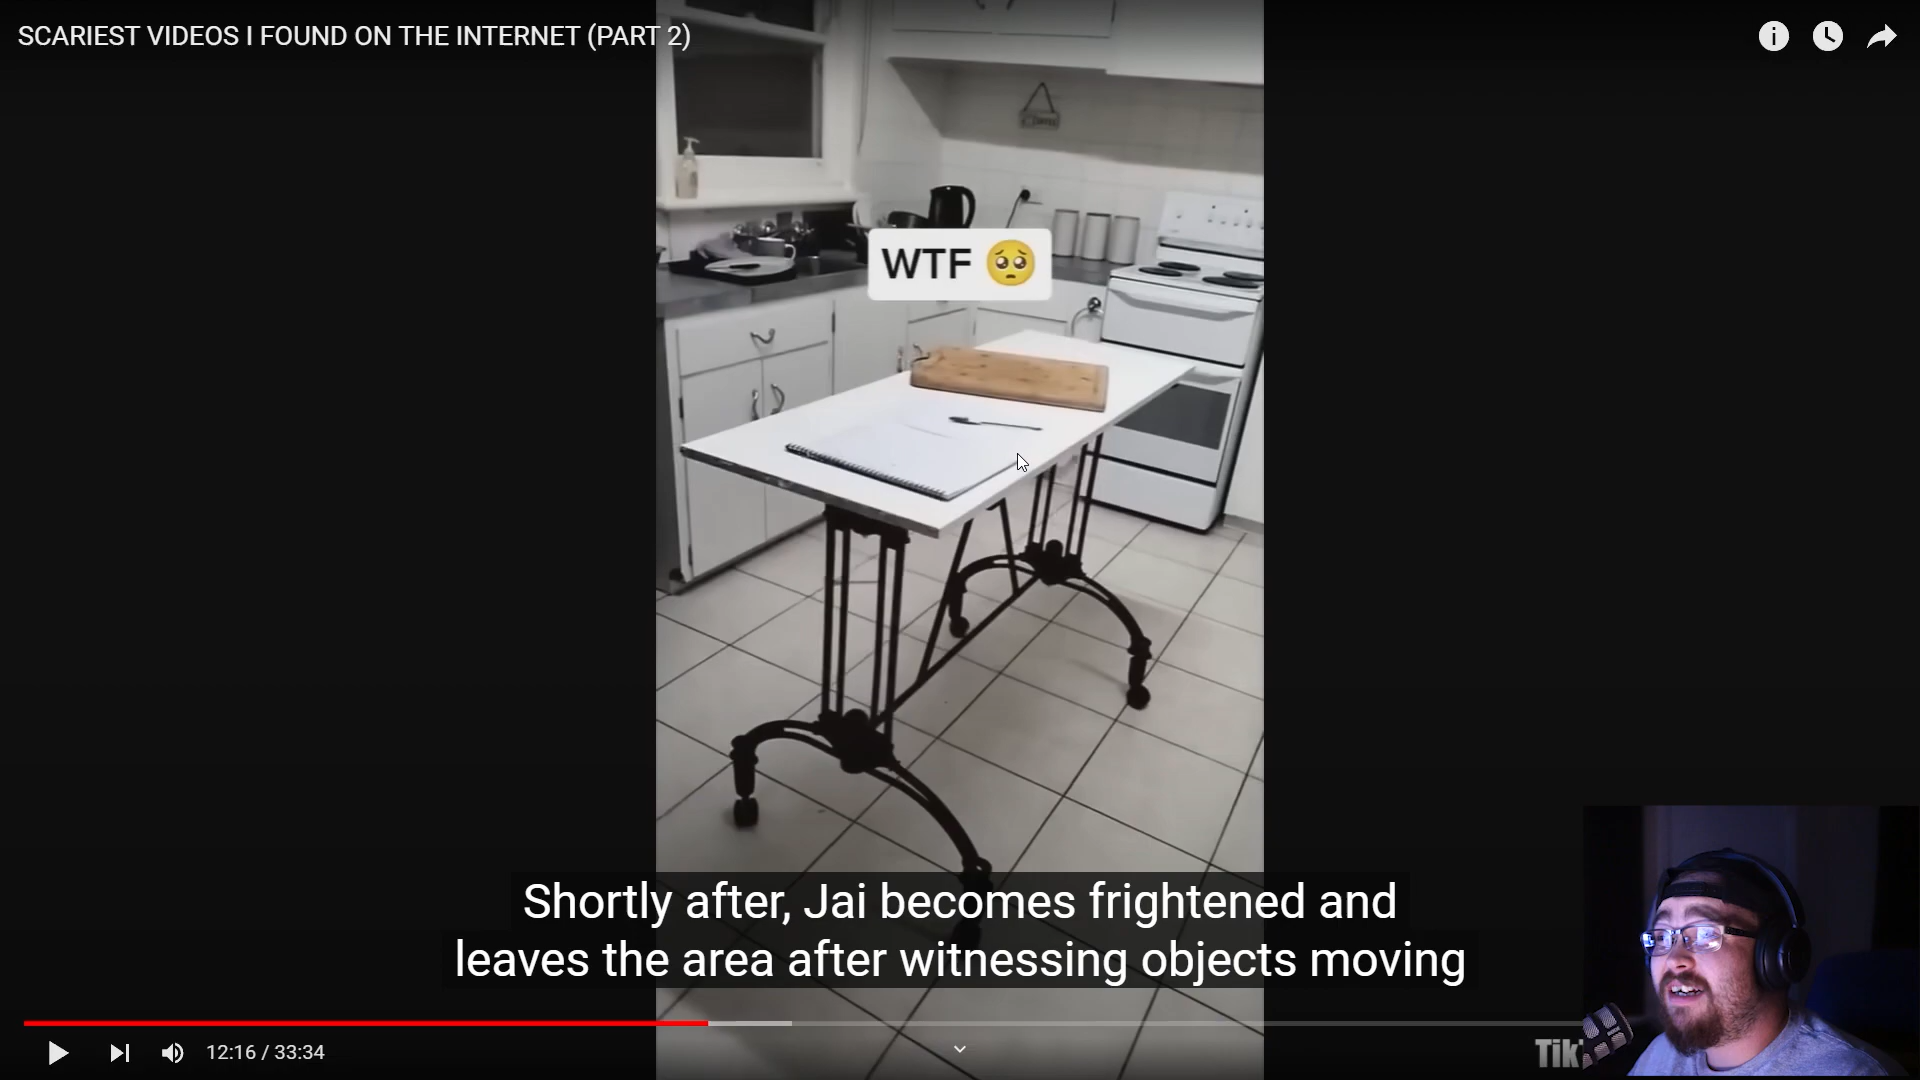 SCARIEST VIDEOS I FOUND ON THE INTERNET (PART 2)
WTF 🥺
Shortly after, Jai becomes frightened and
leaves the area after witnessing objects moving
12:16 / 33:34
Tik